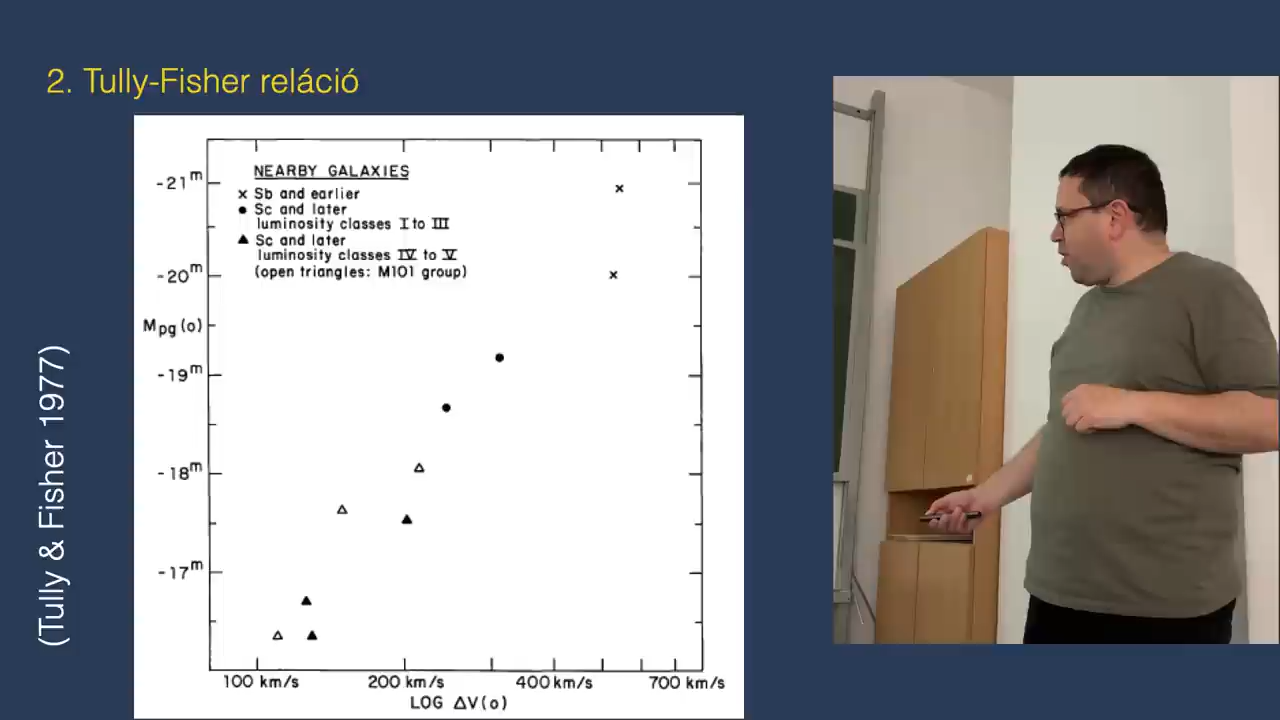 2. Tully-Fisher reláció
(Tully & Fisher 1977)
NEARBY GALAXIES
× Sb and earlier
● Sc and later
luminosity classes I to III
▲ Sc and later
luminosity classes IV to V
(open triangles: M101 group)
-21m
-20m
Mpg(o)
-19m
-18m
-17m
100 km/s 200 km/s 400 km/s 700 km/s
LOG ΔV(o)